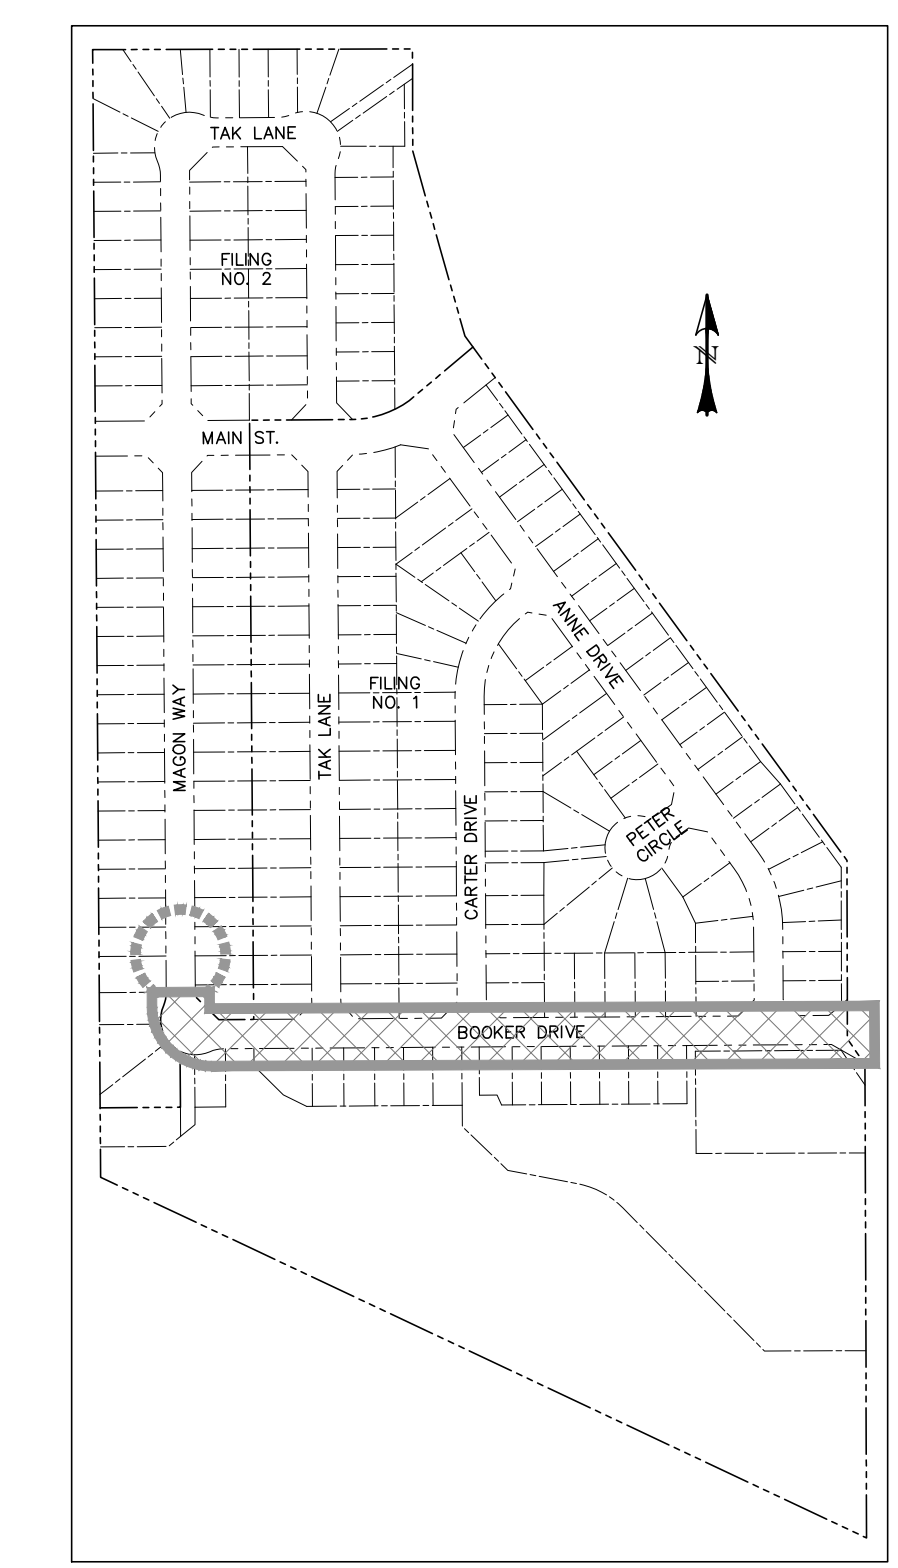 TAK LANE
FILING
NO. 2
N
MAIN ST.
ANNE DRIVE
FILING
NO. 1
MAGON WAY
TAK LANE
CARTER DRIVE
PETER
CIRCLE
BOOKER DRIVE